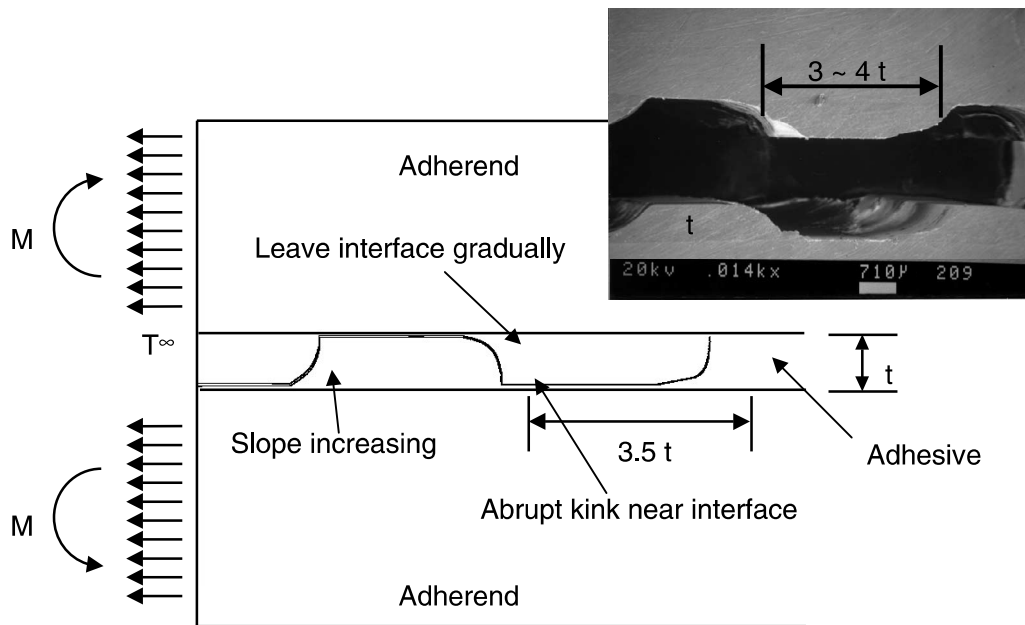 3 ~ 4 t
t
20kv .014kx 710µ 209
Adherend
M
Leave interface gradually
T∞
t
Slope increasing
3.5 t
Adhesive
M
Abrupt kink near interface
Adherend